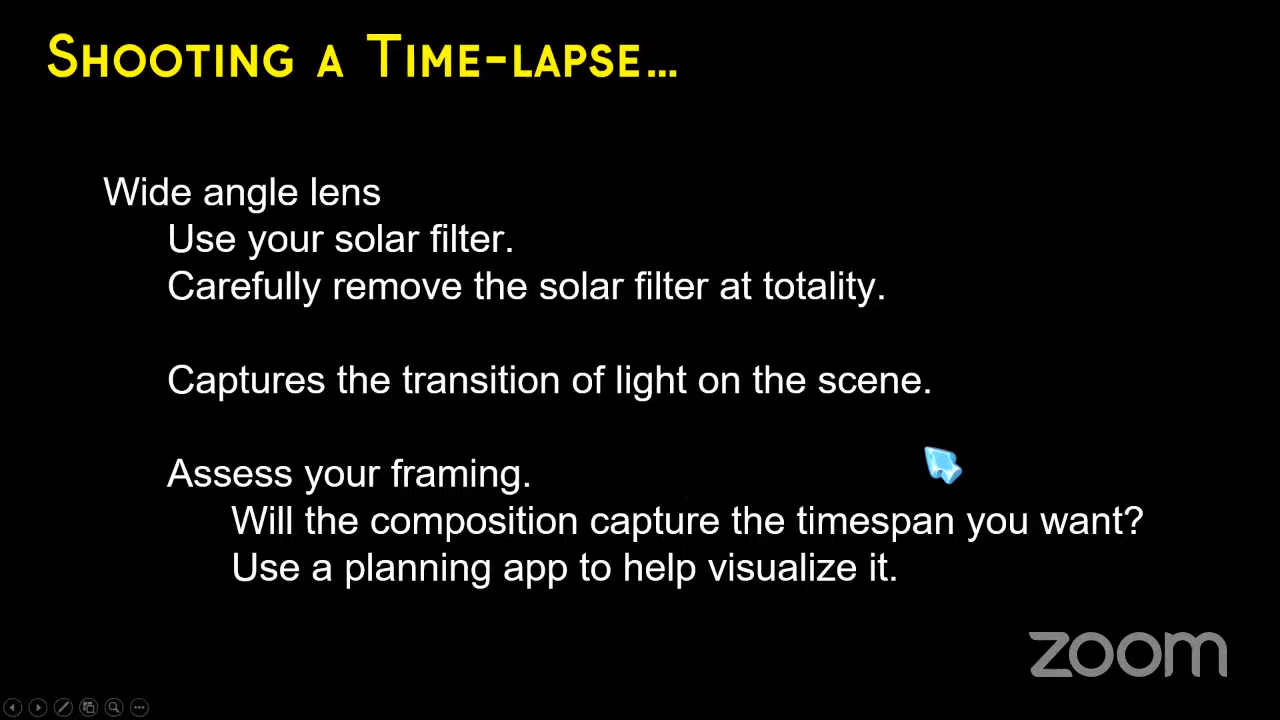 Shooting a Time-lapse...
Wide angle lens
Use your solar filter.
Carefully remove the solar filter at totality.
Captures the transition of light on the scene.
Assess your framing.
Will the composition capture the timespan you want?
Use a planning app to help visualize it.
zoom